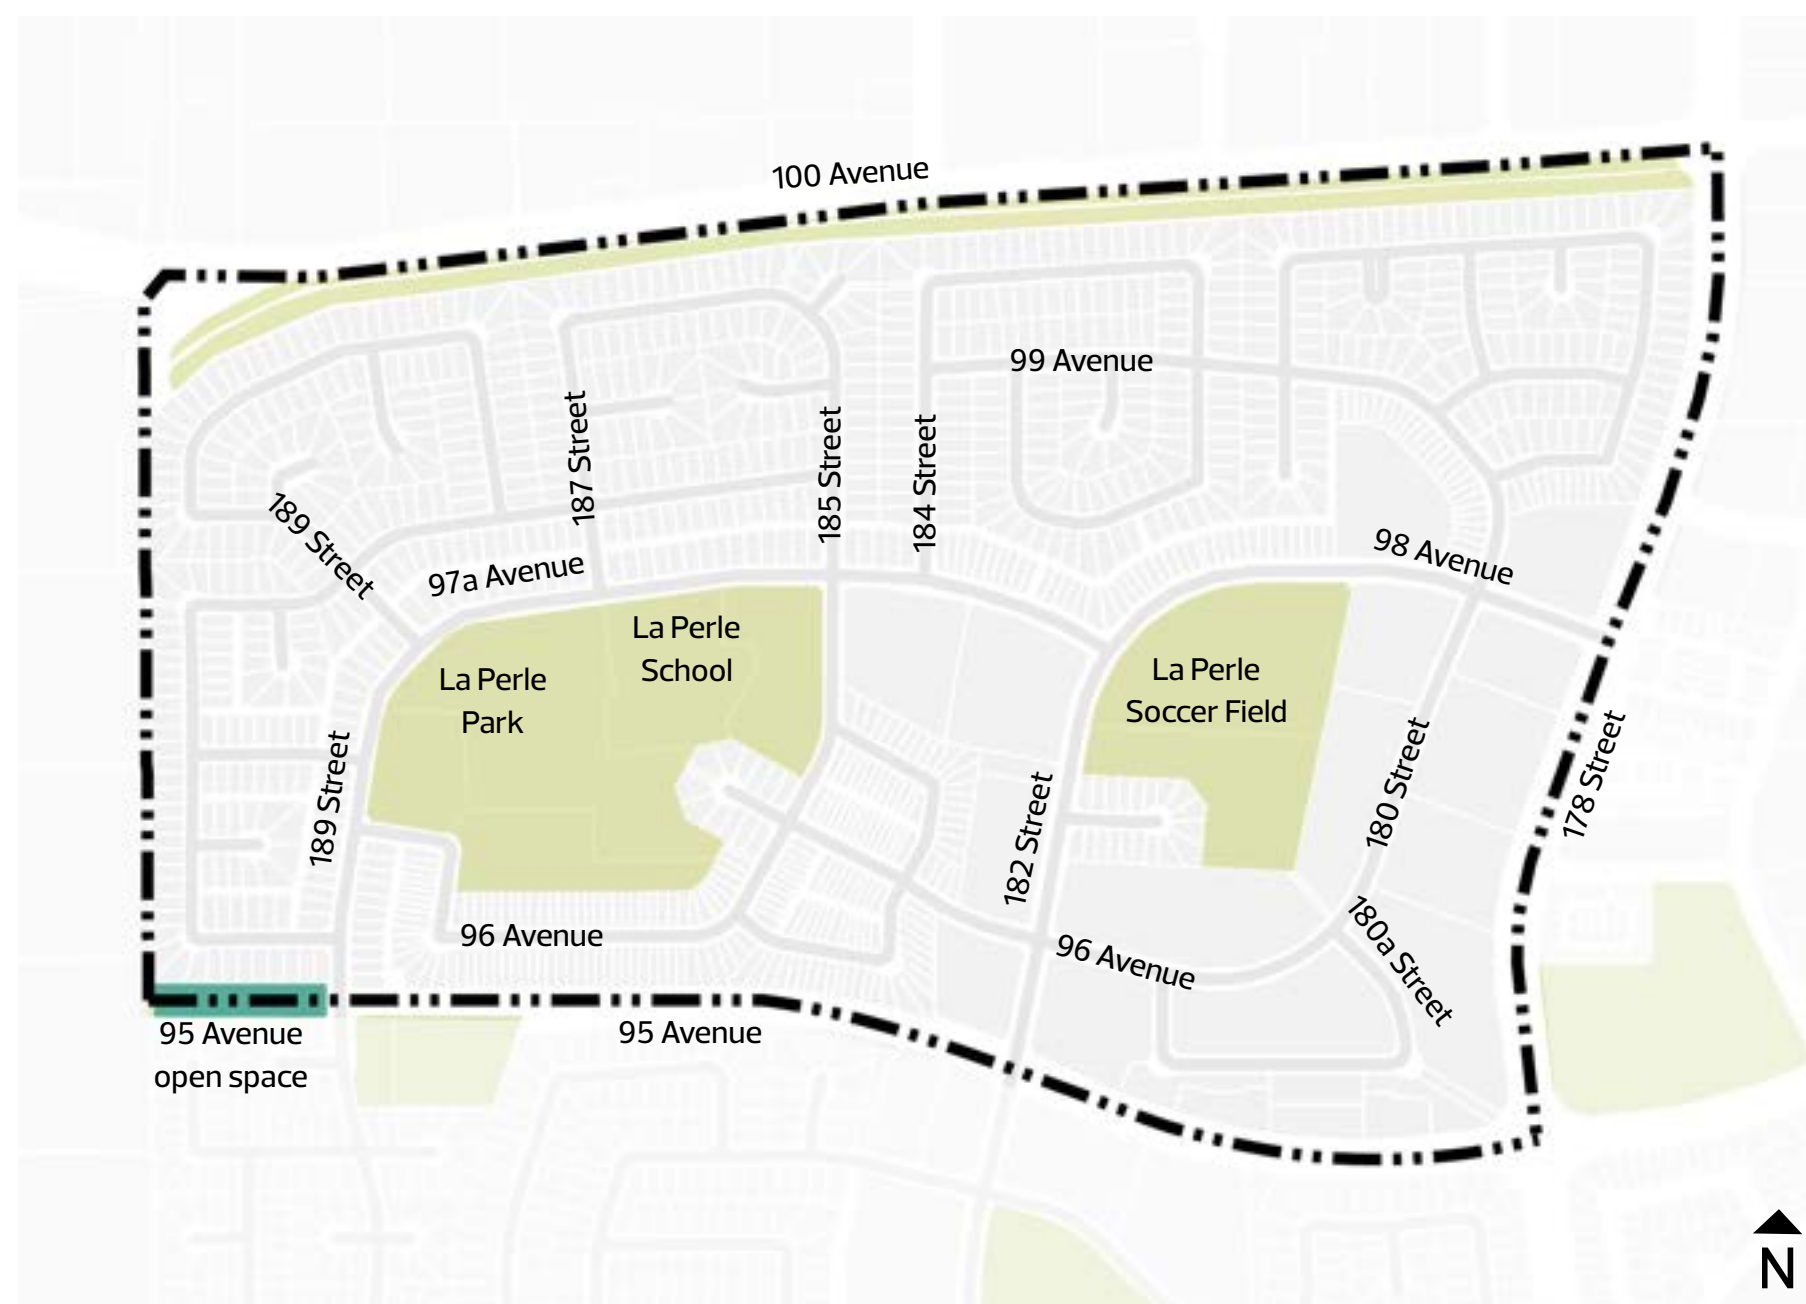 100 Avenue
99 Avenue
187 Street
185 Street
184 Street
189 Street
97a Avenue
98 Avenue
La Perle
School
La Perle
Park
La Perle
Soccer Field
189 Street
182 Street
180 Street
178 Street
96 Avenue
96 Avenue
180a Street
95 Avenue
open space
95 Avenue
N